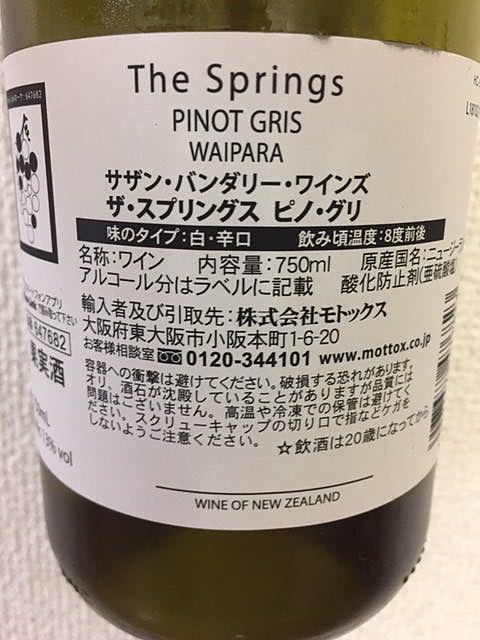 The Springs
PINOT GRIS
WAIPARA
サザン・バンダリー・ワインズ
ザ・スプリングス ピノ・グリ
味のタイプ:白・辛口 飲み頃温度:8度前後
名称:ワイン 内容量:750ml 原産国名:ニュージーラ
アルコール分はラベルに記載 酸化防止剤(亜硫酸塩)
輸入者及び引取先:株式会社モトックス
大阪府東大阪市小阪本町1-6-20
お客様相談室 0120-344101 www.mottox.co.jp
容器への衝撃は避けてください。破損する恐れがあります。
オリ、酒石が沈殿していることがありますが品質には
問題はございません。高温や冷凍での保管は避けてく
ださい。スクリューキャップの切り口で指などケガを
しないようご注意ください。 ☆飲酒は20歳になってから
WINE OF NEW ZEALAND
647682
647682
果実酒
% vol